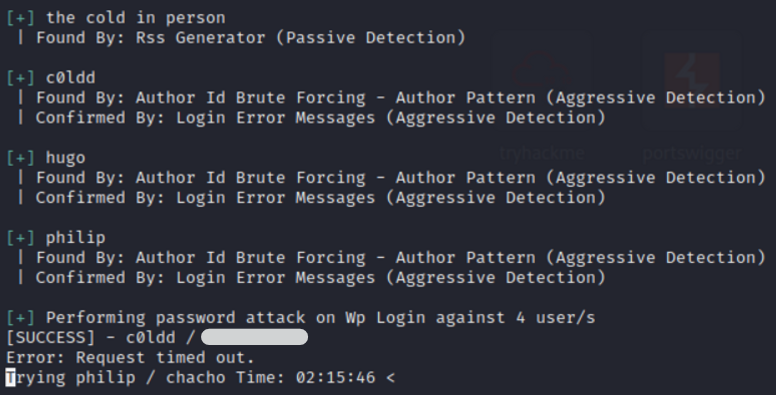 [+] the cold in person
| Found By: Rss Generator (Passive Detection)
[+] c0ldd
| Found By: Author Id Brute Forcing - Author Pattern (Aggressive Detection)
| Confirmed By: Login Error Messages (Aggressive Detection)
[+] hugo
| Found By: Author Id Brute Forcing - Author Pattern (Aggressive Detection)
| Confirmed By: Login Error Messages (Aggressive Detection)
[+] philip
| Found By: Author Id Brute Forcing - Author Pattern (Aggressive Detection)
| Confirmed By: Login Error Messages (Aggressive Detection)
[+] Performing password attack on Wp Login against 4 user/s
[SUCCESS] - c0ldd /
Error: Request timed out.
Trying philip / chacho Time: 02:15:46 <
tryhackme
portswigger